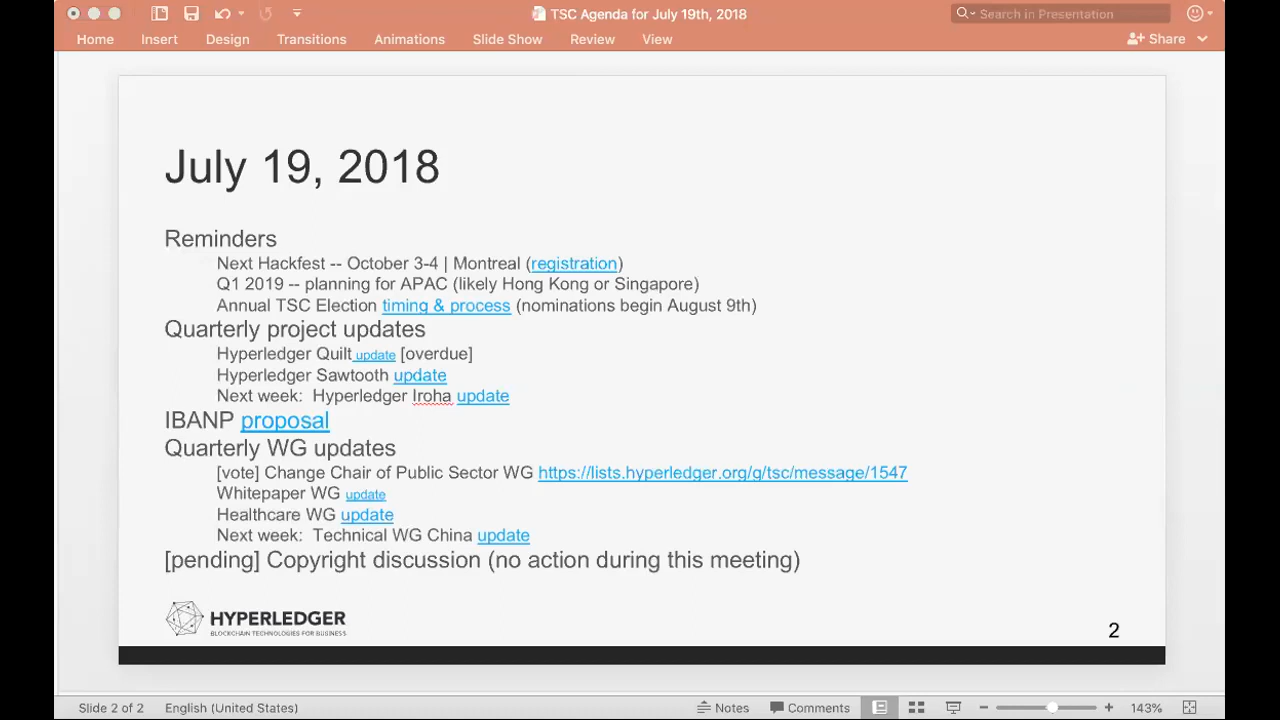 TSC Agenda for July 19th, 2018
Search in Presentation
Home Insert Design Transitions Animations Slide Show Review View Share
July 19, 2018
Reminders
Next Hackfest -- October 3-4 | Montreal (registration)
Q1 2019 -- planning for APAC (likely Hong Kong or Singapore)
Annual TSC Election timing & process (nominations begin August 9th)
Quarterly project updates
Hyperledger Quilt update [overdue]
Hyperledger Sawtooth update
Next week:  Hyperledger Iroha update
IBANP proposal
Quarterly WG updates
[vote] Change Chair of Public Sector WG https://lists.hyperledger.org/g/tsc/message/1547
Whitepaper WG update
Healthcare WG update
Next week:  Technical WG China update
[pending] Copyright discussion (no action during this meeting)
HYPERLEDGER
BLOCKCHAIN TECHNOLOGIES FOR BUSINESS
2
Slide 2 of 2 English (United States) Notes Comments 143%